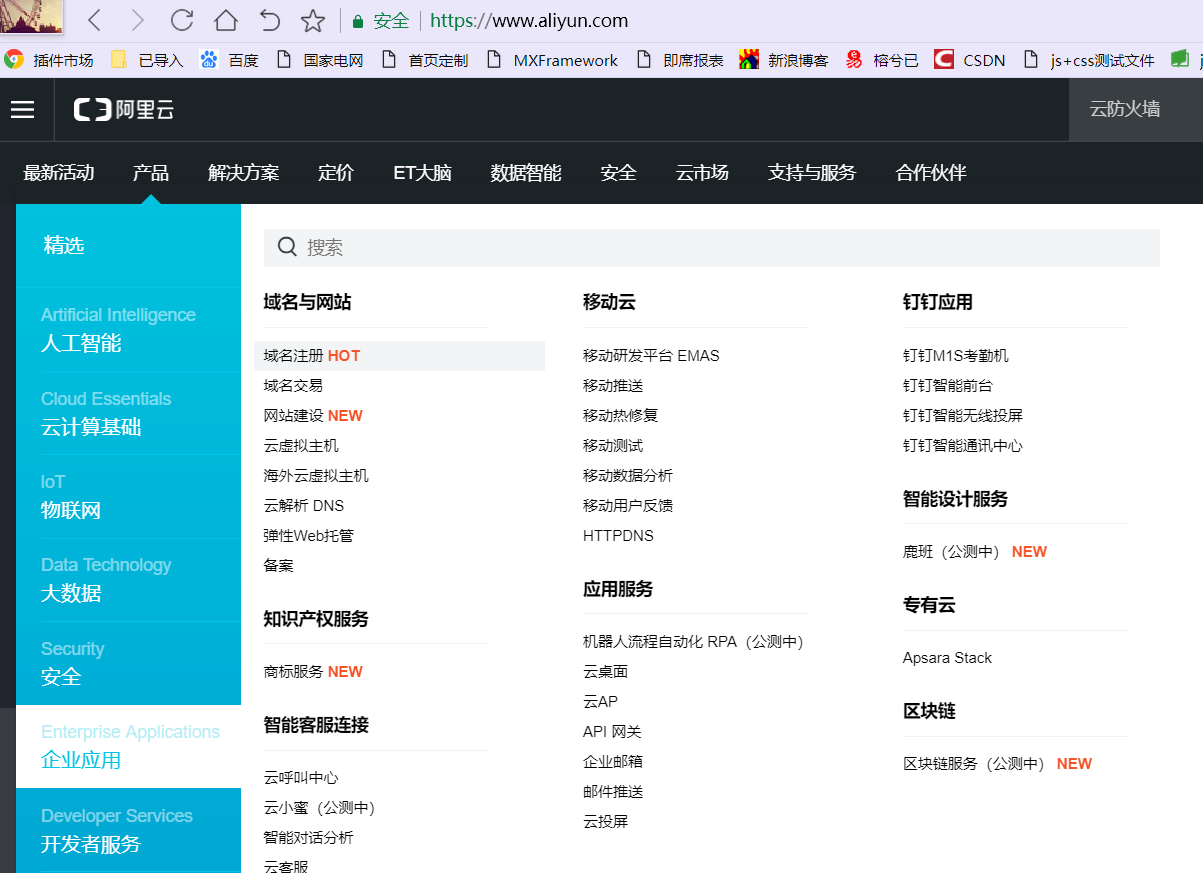 安全 https://www.aliyun.com
插件市场 已导入 百度 国家电网 首页定制 MXFramework 即席报表 新浪博客 榕兮已 CSDN js+css测试文件
阿里云
云防火墙
最新活动 产品 解决方案 定价 ET大脑 数据智能 安全 云市场 支持与服务 合作伙伴
精选
Artificial Intelligence
人工智能
Cloud Essentials
云计算基础
IoT
物联网
Data Technology
大数据
Security
安全
Enterprise Applications
企业应用
Developer Services
开发者服务
搜索
域名与网站
域名注册 HOT
域名交易
网站建设 NEW
云虚拟主机
海外云虚拟主机
云解析 DNS
弹性Web托管
备案
知识产权服务
商标服务 NEW
智能客服连接
云呼叫中心
云小蜜（公测中）
智能对话分析
云客服
移动云
移动研发平台 EMAS
移动推送
移动热修复
移动测试
移动数据分析
移动用户反馈
HTTPDNS
应用服务
机器人流程自动化 RPA（公测中）
云桌面
云AP
API 网关
企业邮箱
邮件推送
云投屏
钉钉应用
钉钉M1S考勤机
钉钉智能前台
钉钉智能无线投屏
钉钉智能通讯中心
智能设计服务
鹿班（公测中） NEW
专有云
Apsara Stack
区块链
区块链服务（公测中） NEW